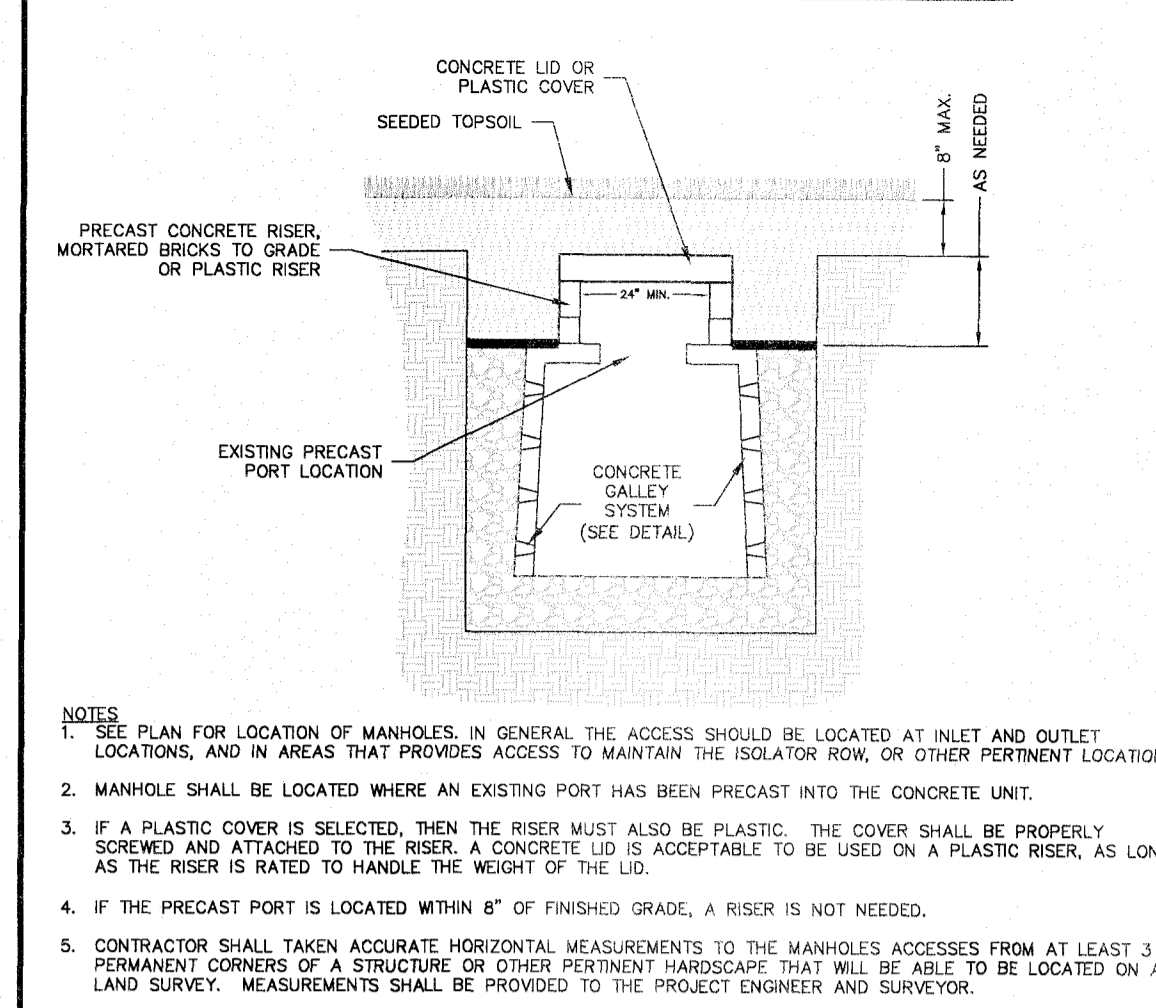 CONCRETE LID OR
PLASTIC COVER
SEEDED TOPSOIL
8" MAX.
AS NEEDED
PRECAST CONCRETE RISER,
MORTARED BRICKS TO GRADE
OR PLASTIC RISER
24" MIN.
EXISTING PRECAST
PORT LOCATION
CONCRETE
GALLEY
SYSTEM
(SEE DETAIL)
NOTES
1. SEE PLAN FOR LOCATION OF MANHOLES. IN GENERAL THE ACCESS SHOULD BE LOCATED AT INLET AND OUTLET
LOCATIONS, AND IN AREAS THAT PROVIDES ACCESS TO MAINTAIN THE ISOLATOR ROW, OR OTHER PERTINENT
2. MANHOLE SHALL BE LOCATED WHERE AN EXISTING PORT HAS BEEN PRECAST INTO THE CONCRETE UNIT.
3. IF A PLASTIC COVER IS SELECTED, THEN THE RISER MUST ALSO BE PLASTIC. THE COVER SHALL BE PROPERLY
SCREWED AND ATTACHED TO THE RISER. A CONCRETE LID IS ACCEPTABLE TO BE USED ON A PLASTIC RISER, AS
AS THE RISER IS RATED TO HANDLE THE WEIGHT OF THE LID.
4. IF THE PRECAST PORT IS LOCATED WITHIN 8" OF FINISHED GRADE, A RISER IS NOT NEEDED.
5. CONTRACTOR SHALL TAKEN ACCURATE HORIZONTAL MEASUREMENTS TO THE MANHOLES ACCESSES FROM AT LEAST 3
PERMANENT CORNERS OF A STRUCTURE OR OTHER PERTINENT HARDSCAPE THAT WILL BE ABLE TO BE LOCATED ON
LAND SURVEY. MEASUREMENTS SHALL BE PROVIDED TO THE PROJECT ENGINEER AND SURVEYOR.